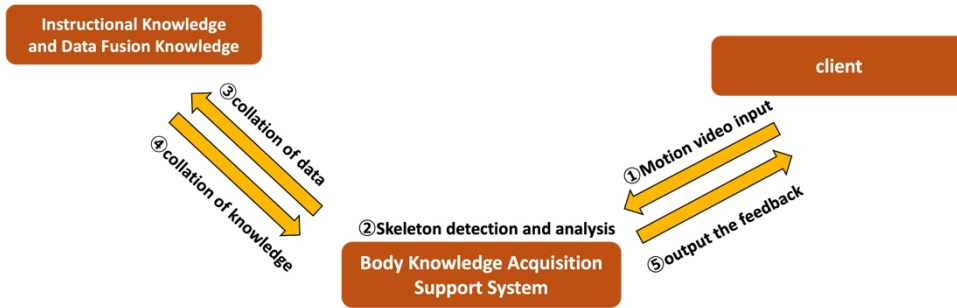 Instructional Knowledge
and Data Fusion Knowledge
client
③collation of data
④collation of knowledge
①Motion video input
⑤output the feedback
②Skeleton detection and analysis
Body Knowledge Acquisition
Support System